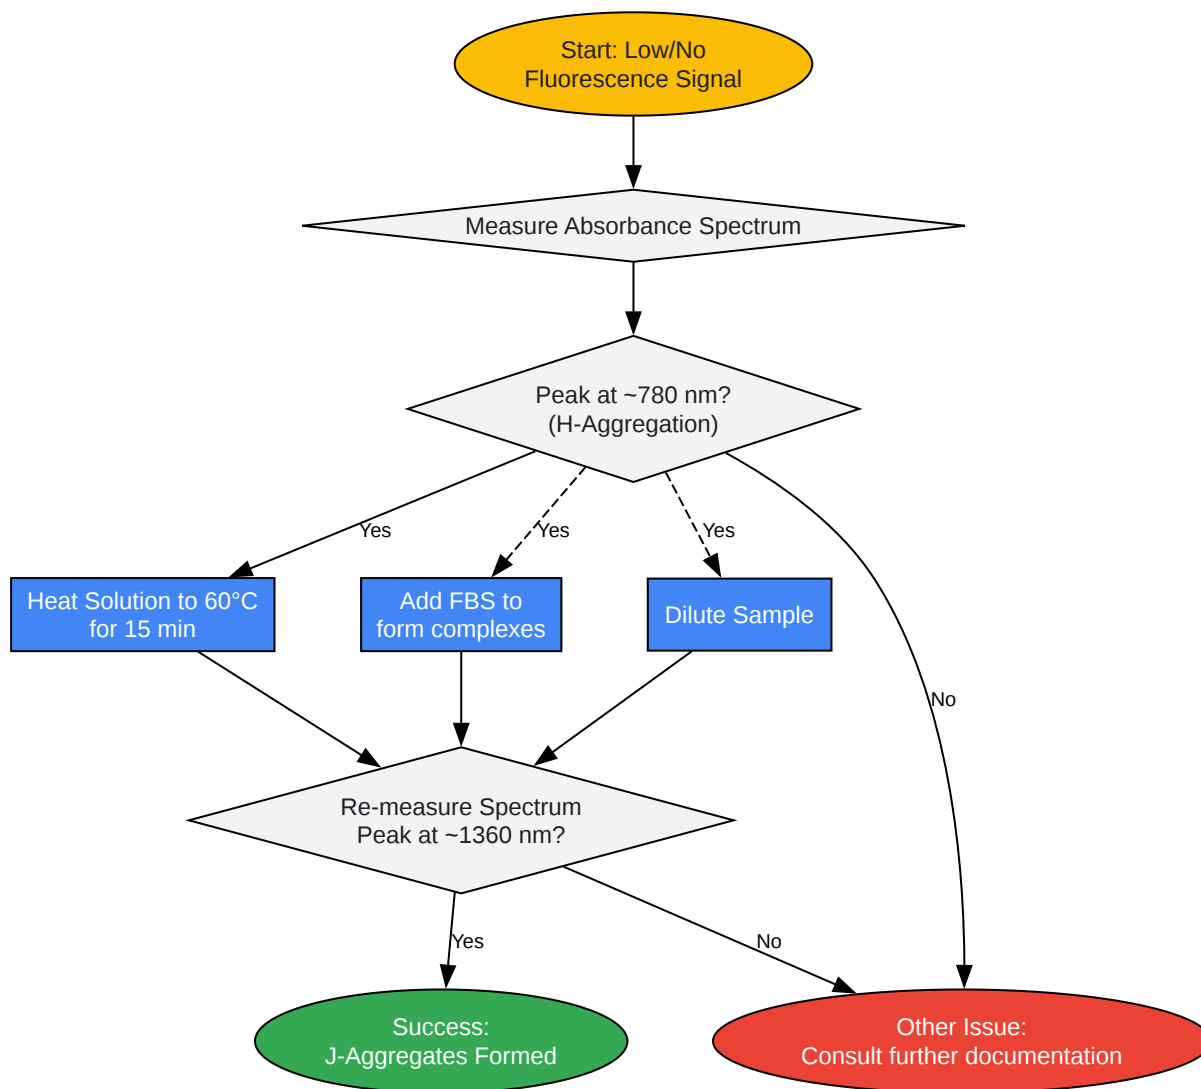 Start: Low/No
Fluorescence Signal
Measure Absorbance Spectrum
Peak at ~780 nm?
(H-Aggregation)
Yes
Yes
Yes
Heat Solution to 60°C
for 15 min
Add FBS to
form complexes
Dilute Sample
No
Re-measure Spectrum
Peak at ~1360 nm?
Yes
No
Success:
J-Aggregates Formed
Other Issue:
Consult further documentation